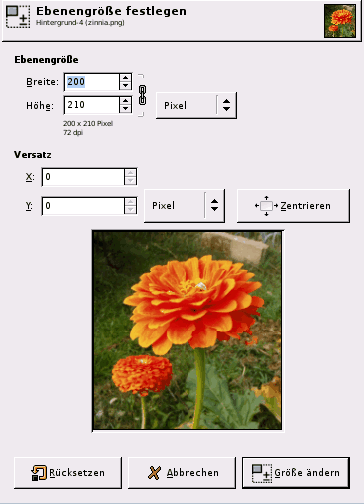 Ebenengröße festlegen
Hintergrund-4 (zinnia.png)
Ebenengröße
Breite: 200
Höhe: 210
Pixel
200 x 210 Pixel
72 dpi
Versatz
X: 0
Y: 0
Pixel
Zentrieren
Rücksetzen
Abbrechen
Größe ändern